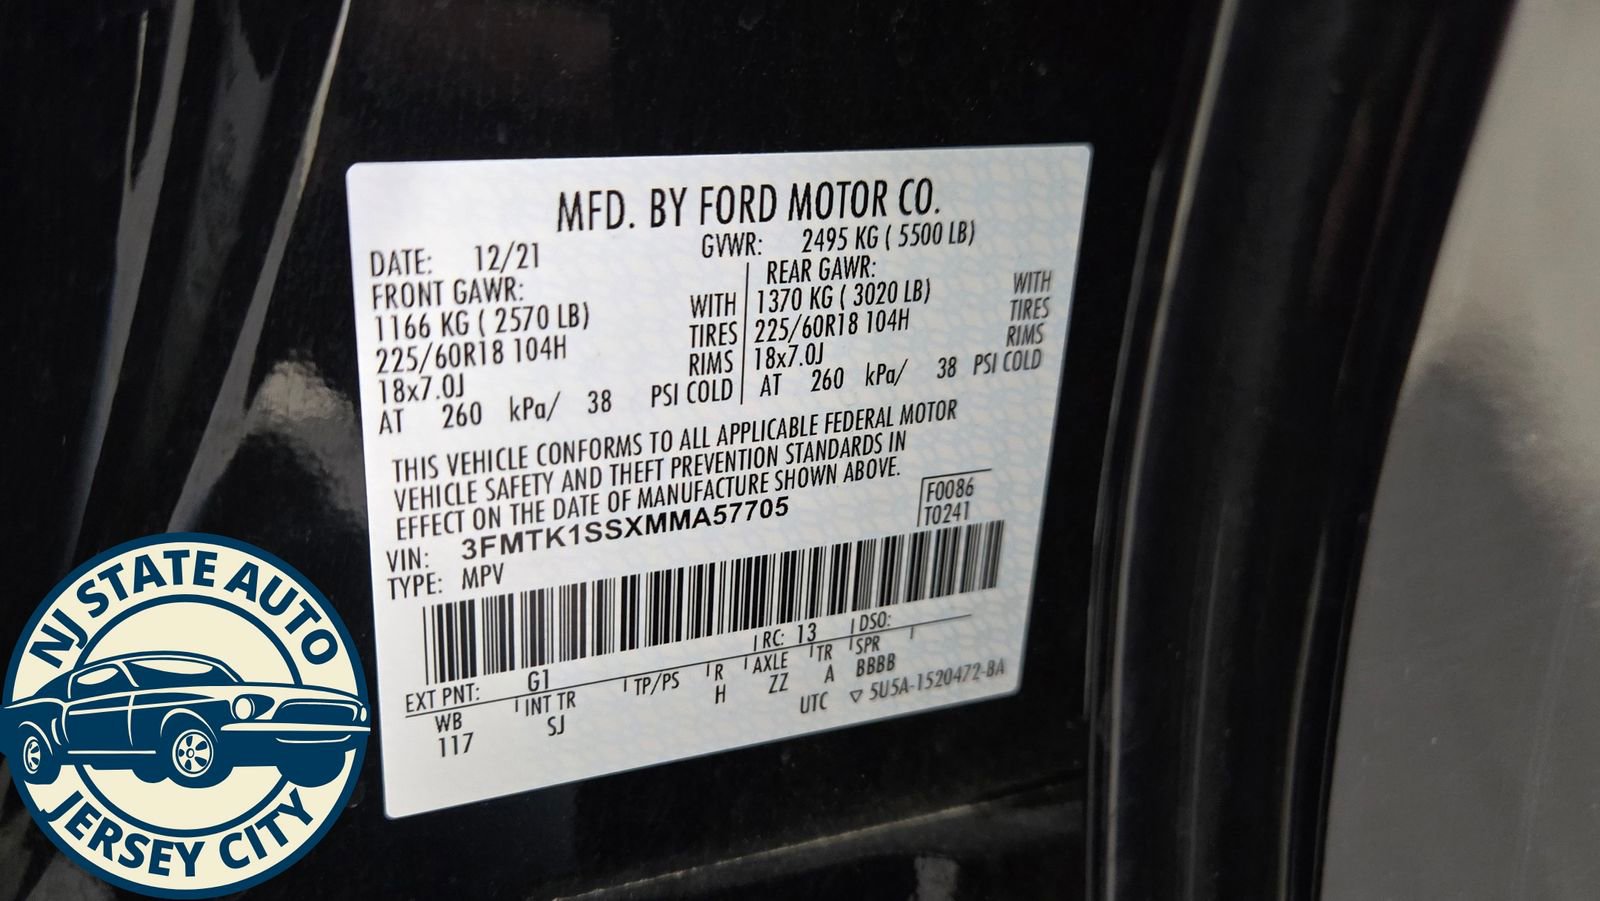 MFD. BY FORD MOTOR CO.
DATE: 12/21
GVWR: 2495 KG ( 5500 LB)
FRONT GAWR:
1166 KG ( 2570 LB) WITH
225/60R18 104H TIRES
18x7.0J RIMS
AT 260 kPa/ 38 PSI COLD
REAR GAWR:
1370 KG ( 3020 LB) WITH
225/60R18 104H TIRES
18x7.0J RIMS
AT 260 kPa/ 38 PSI COLD
THIS VEHICLE CONFORMS TO ALL APPLICABLE FEDERAL MOTOR
VEHICLE SAFETY AND THEFT PREVENTION STANDARDS IN
EFFECT ON THE DATE OF MANUFACTURE SHOWN ABOVE.
F0086
T0241
VIN: 3FMTK1SSXMMA57705
TYPE: MPV
EXT PNT: G1 RC: 13 DSO:
WB INT TR TP/PS R AXLE TR SPR
117 SJ H ZZ A BBBB
UTC ▽ 5U5A-1520472-BA
NJ STATE AUTO
JERSEY CITY